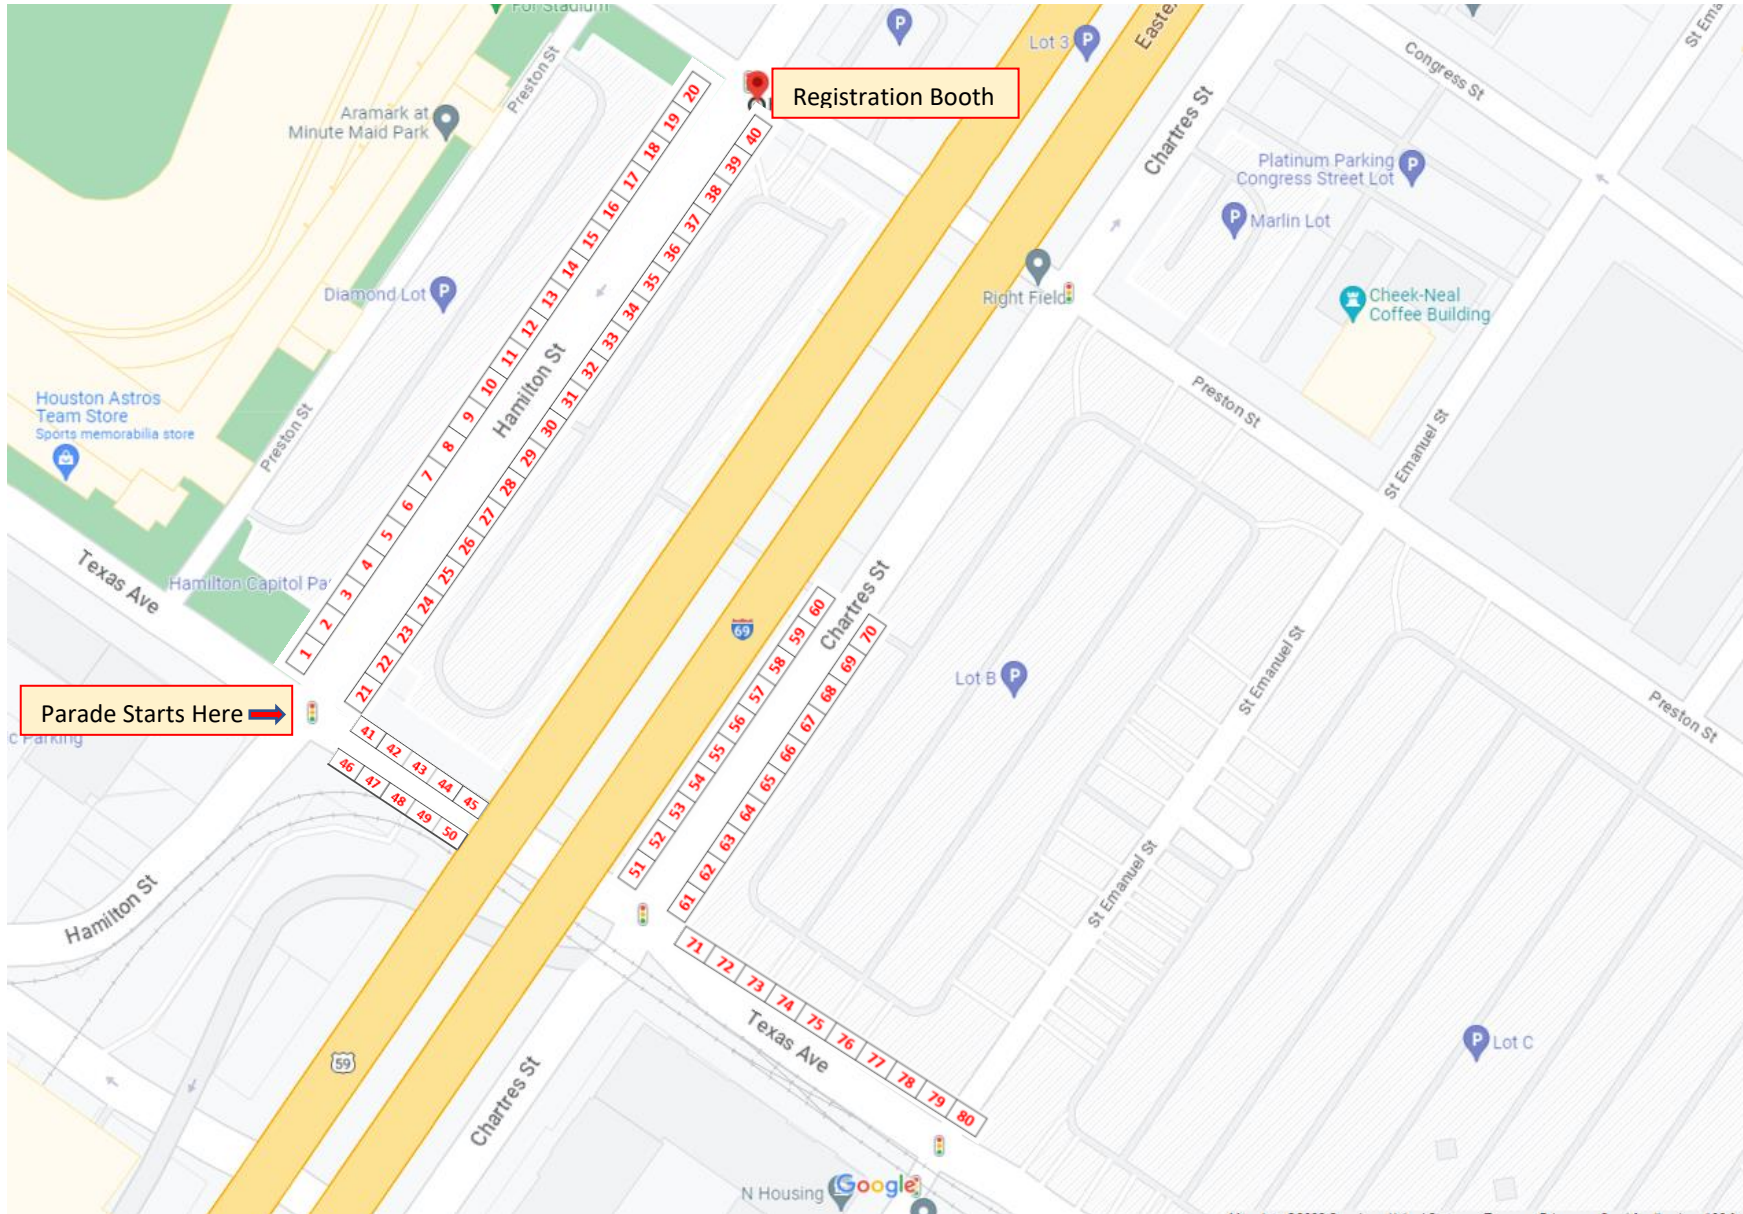 For Stadium
Preston St
Aramark at
Minute Maid Park
Registration Booth
Lot 3
Congress St
St Ema
Chartres St
Platinum Parking
Congress Street Lot
Marlin Lot
Diamond Lot
Right Field
Cheek-Neal
Coffee Building
Houston Astros
Team Store
Sports memorabilia store
Preston St
Hamilton St
Preston St
St Emanuel St
Texas Ave
Hamilton Capitol Pa
1 2 3 4 5 6 7 8 9 10 11 12 13 14 15 16 17 18 19 20
21 22 23 24 25 26 27 28 29 30 31 32 33 34 35 36 37 38 39 40
Parade Starts Here
c Parking
41 42 43 44 45
46 47 48 49 50
69
Chartres St
51 52 53 54 55 56 57 58 59 60
61 62 63 64 65 66 67 68 69 70
Lot B
St Emanuel St
Preston St
St Emanuel St
Hamilton St
71 72 73 74 75 76 77 78 79 80
Texas Ave
59
Chartres St
Lot C
N Housing
Google